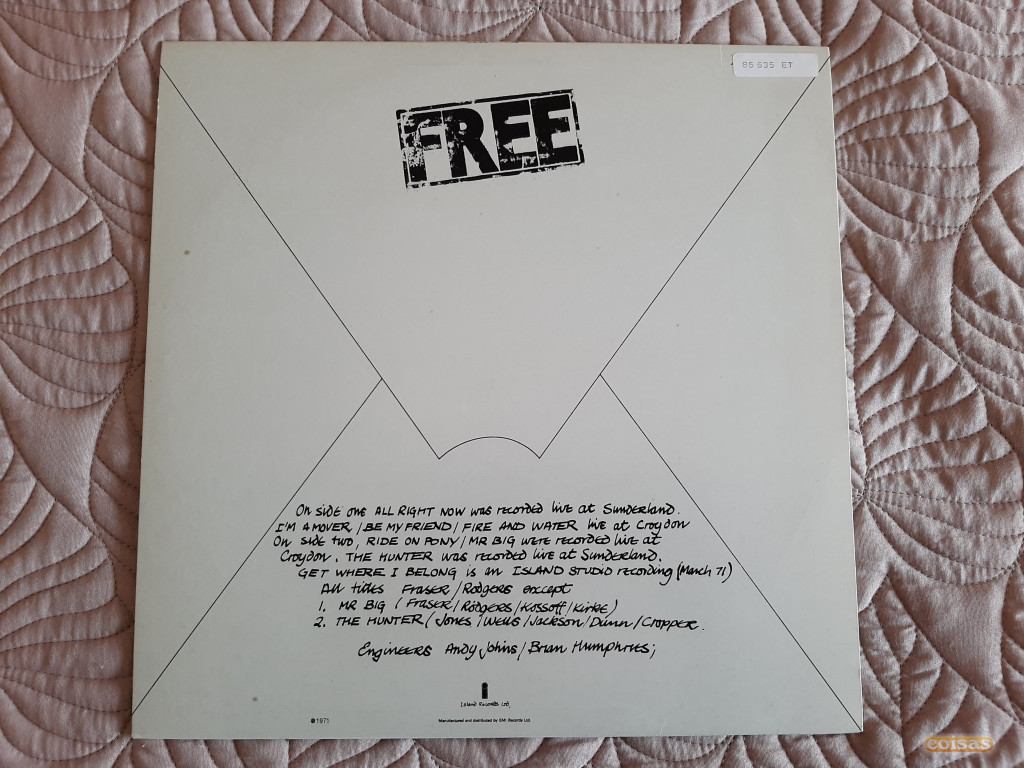 85 635 ET
FREE
On side one ALL RIGHT NOW was recorded live at Sunderland.
I'M A MOVER / BE MY FRIEND / FIRE AND WATER live at Croydon
On side two, RIDE ON PONY / MR BIG were recorded live at
Croydon. THE HUNTER was recorded live at Sunderland.
GET WHERE I BELONG is an ISLAND STUDIO recording (March 71)
All titles Fraser / Rodgers except
1. MR BIG (Fraser / Rodgers / Kossoff / Kirke)
2. THE HUNTER (Jones / Wells / Jackson / Dunn / Cropper.
Engineers Andy Johns / Brian Humphries;
i
Island Records Ltd,
℗1971
Manufactured and distributed by EMI Records Ltd.
coisas